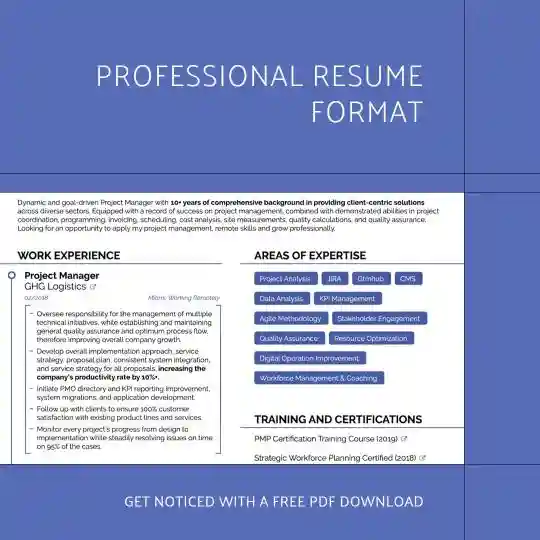 PROFESSIONAL RESUME
FORMAT
Dynamic and goal-driven Project Manager with 10+ years of comprehensive background in providing client-centric solutions
across diverse sectors. Equipped with a record of success on project management, combined with demonstrated abilities in project
coordination, programming, invoicing, scheduling, cost analysis, site measurements, quality calculations, and quality assurance.
Looking for an opportunity to apply my project management, remote skills and grow professionally.
WORK EXPERIENCE
Project Manager
GHG Logistics
02/2018 Miami, Working Remotely
Oversee responsibility for the management of multiple
technical initiatives, while establishing and maintaining
general quality assurance and optimum process flow,
therefore improving overall company growth.
Develop overall implementation approach, service
strategy, proposal plan, consistent system integration,
and service strategy for all proposals, increasing the
company's productivity rate by 10%+.
Initiate PMO directory and KPI reporting improvement,
system migrations, and application development.
Follow up with clients to ensure 100% customer
satisfaction with existing product lines and services.
Monitor every project's progress from design to
implementation while steadily resolving issues on time
on 95% of the cases.
AREAS OF EXPERTISE
Project Analysis JIRA GitHub CMS
Data Analysis KPI Management
Agile Methodology Stakeholder Engagement
Quality Assurance Resource Optimization
Digital Operation Improvement
Workforce Management & Coaching
TRAINING AND CERTIFICATIONS
PMP Certification Training Course (2019)
Strategic Workforce Planning Certified (2018)
GET NOTICED WITH A FREE PDF DOWNLOAD